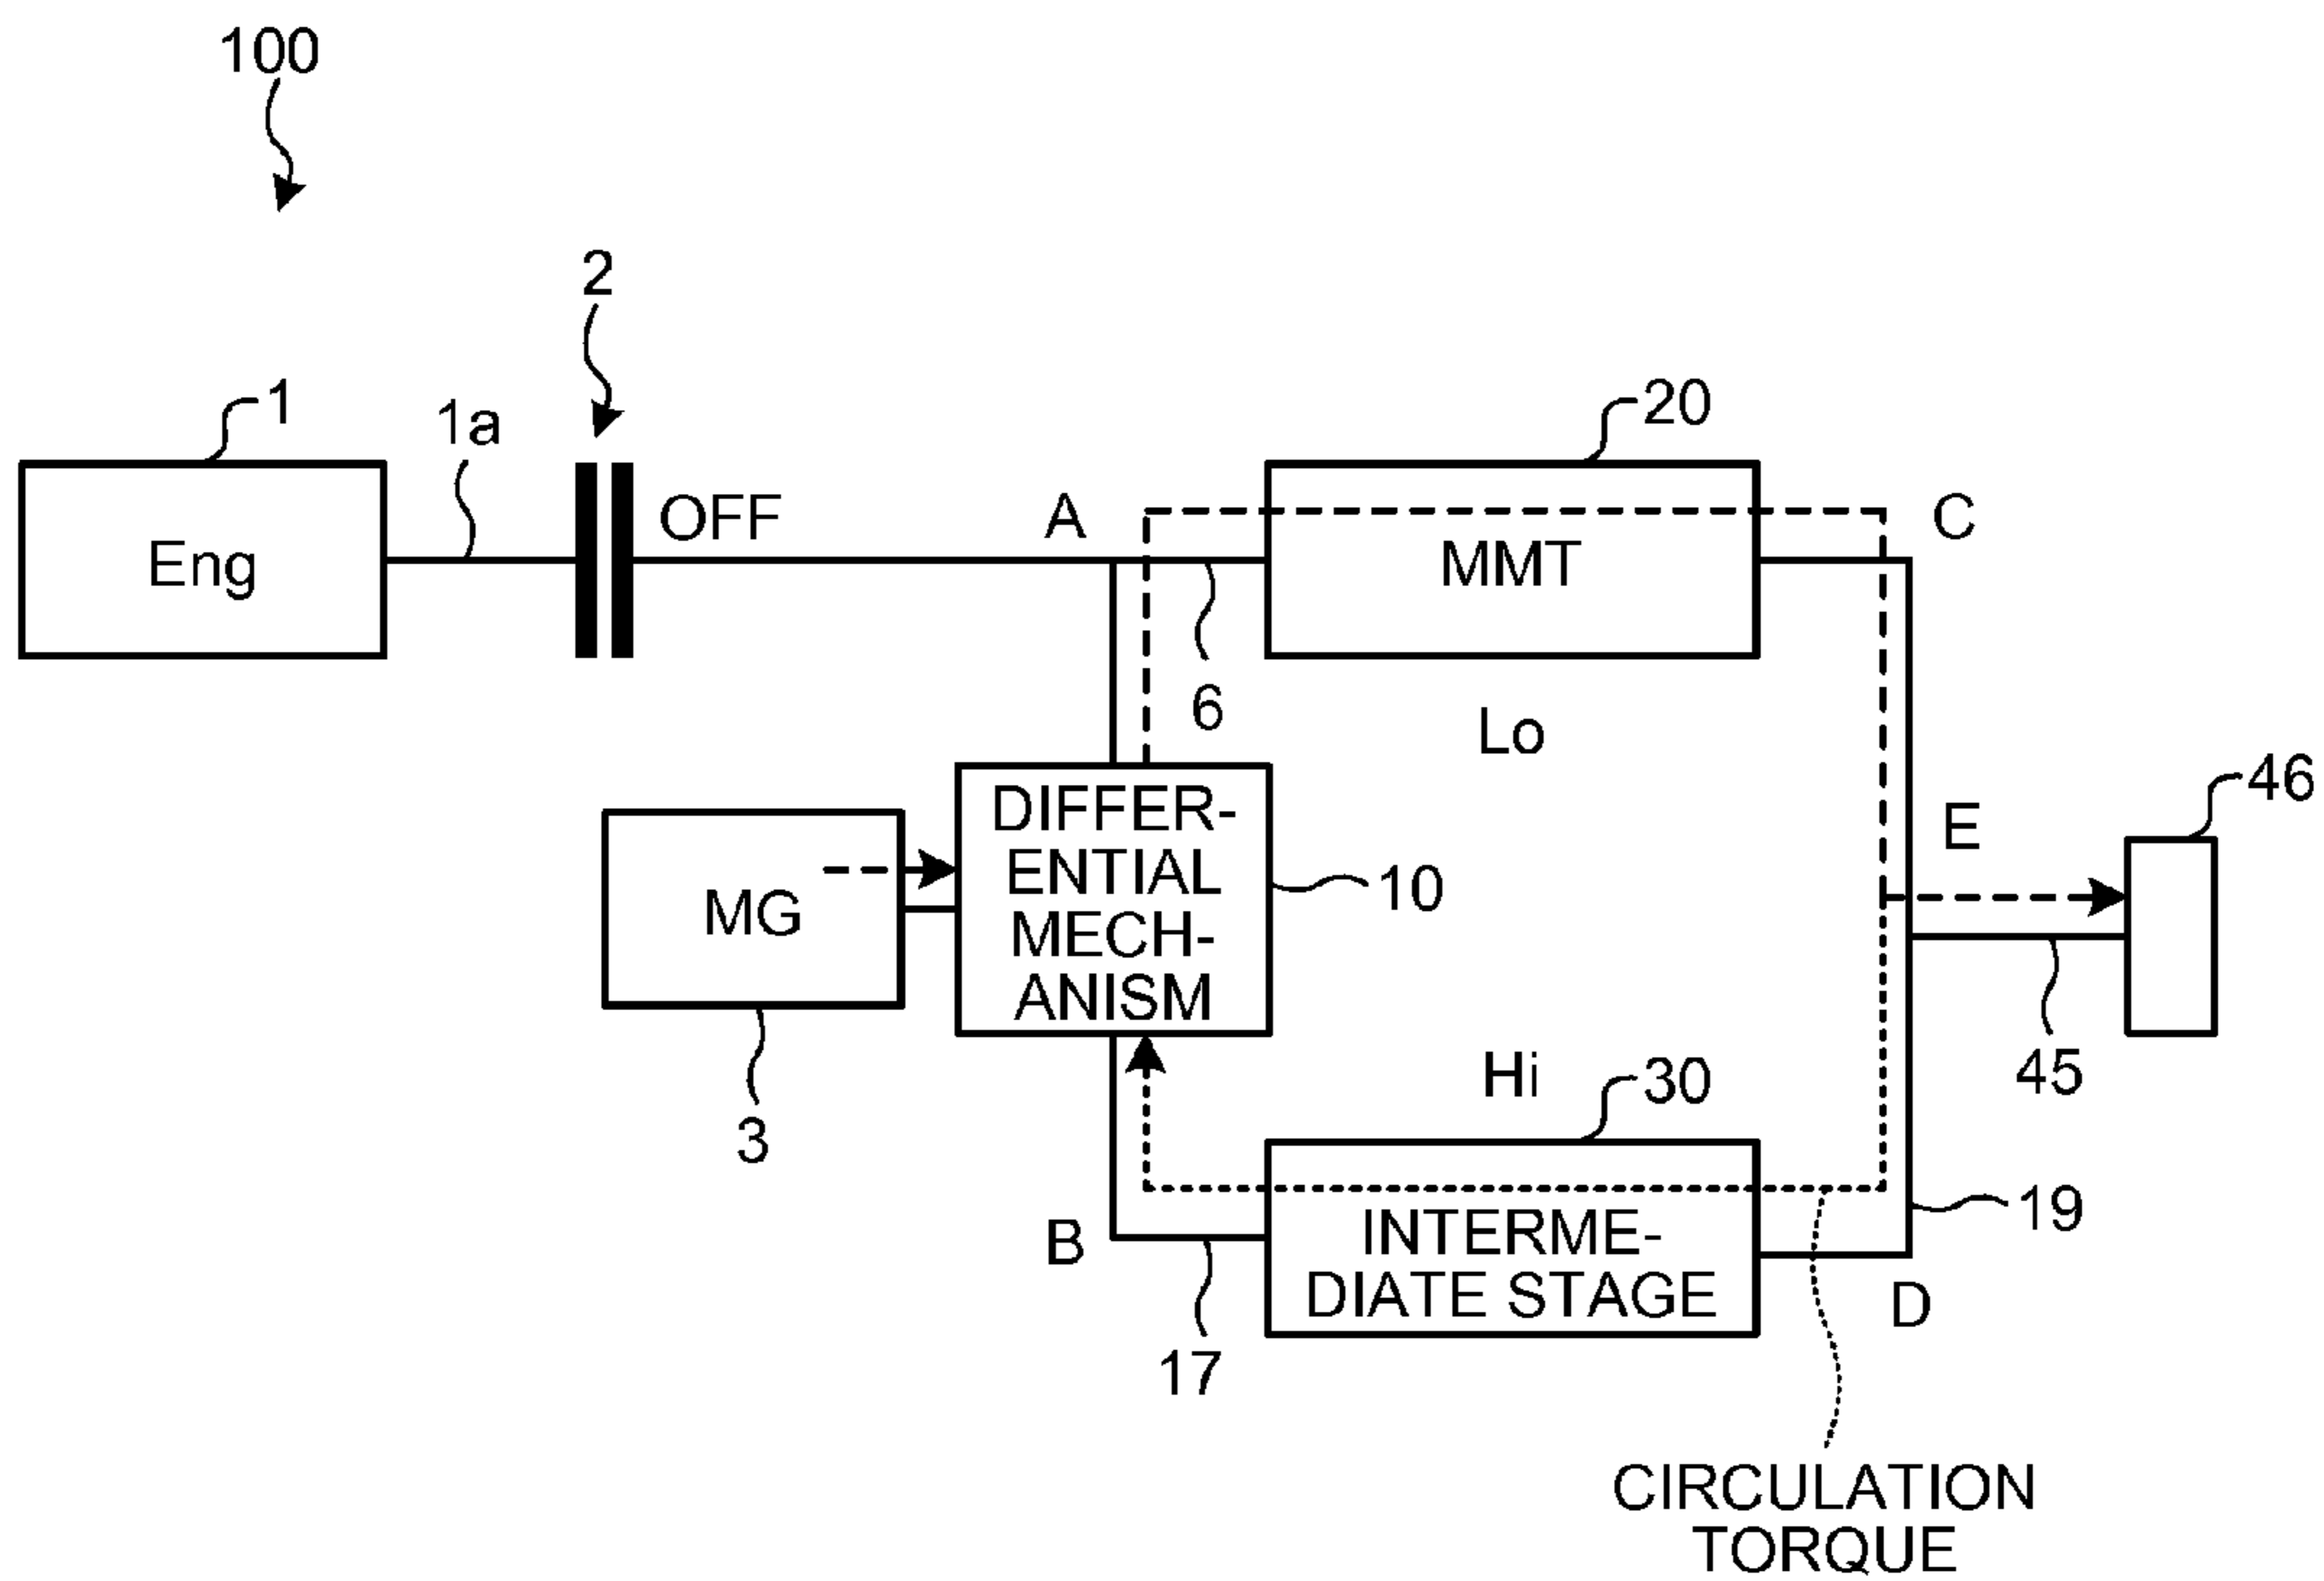 100
2
1
1a
20
Eng
OFF
A
MMT
C
6
Lo
46
DIFFER-
ENTIAL
MECH-
ANISM
E
MG
10
3
Hi
30
45
B
INTERME-
DIATE STAGE
19
D
17
CIRCULATION
TORQUE